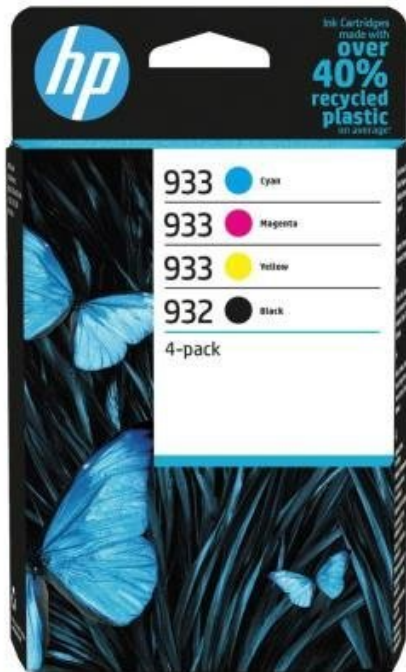 hp
Ink Cartridges
made with
over
40%
recycled
plastic
on average*
933 Cyan
933 Magenta
933 Yellow
932 Black
4-pack